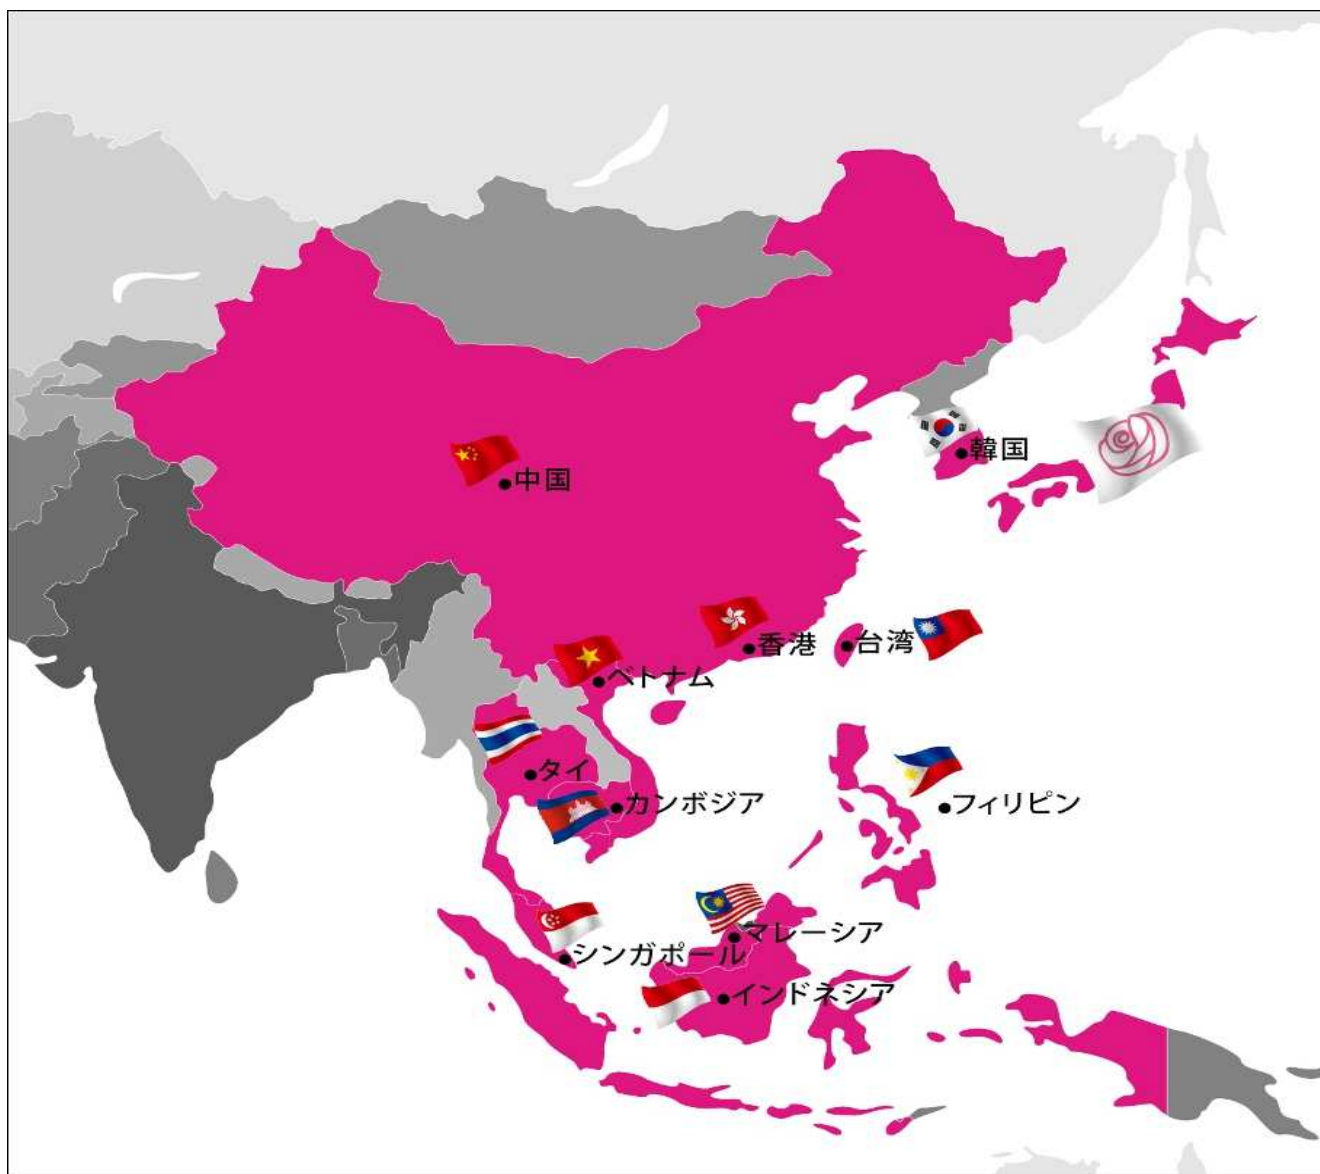 韓国
中国
香港
台湾
ベトナム
タイ
カンボジア
フィリピン
マレーシア
シンガポール
インドネシア